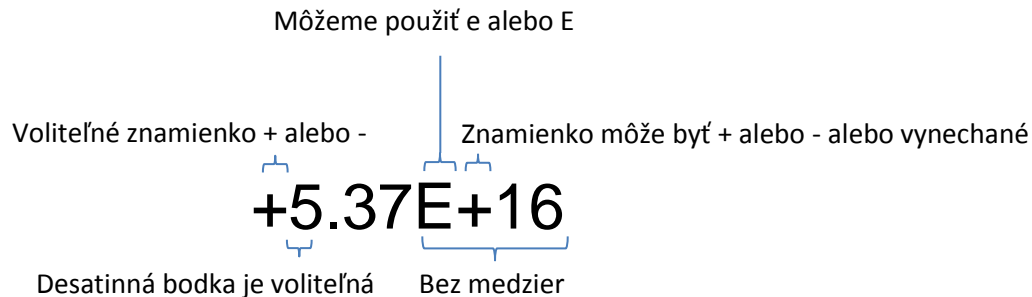 Môžeme použiť e alebo E
Voliteľné znamienko + alebo -
Znamienko môže byť + alebo - alebo vynechané
+5.37E+16
Desatinná bodka je voliteľná
Bez medzier